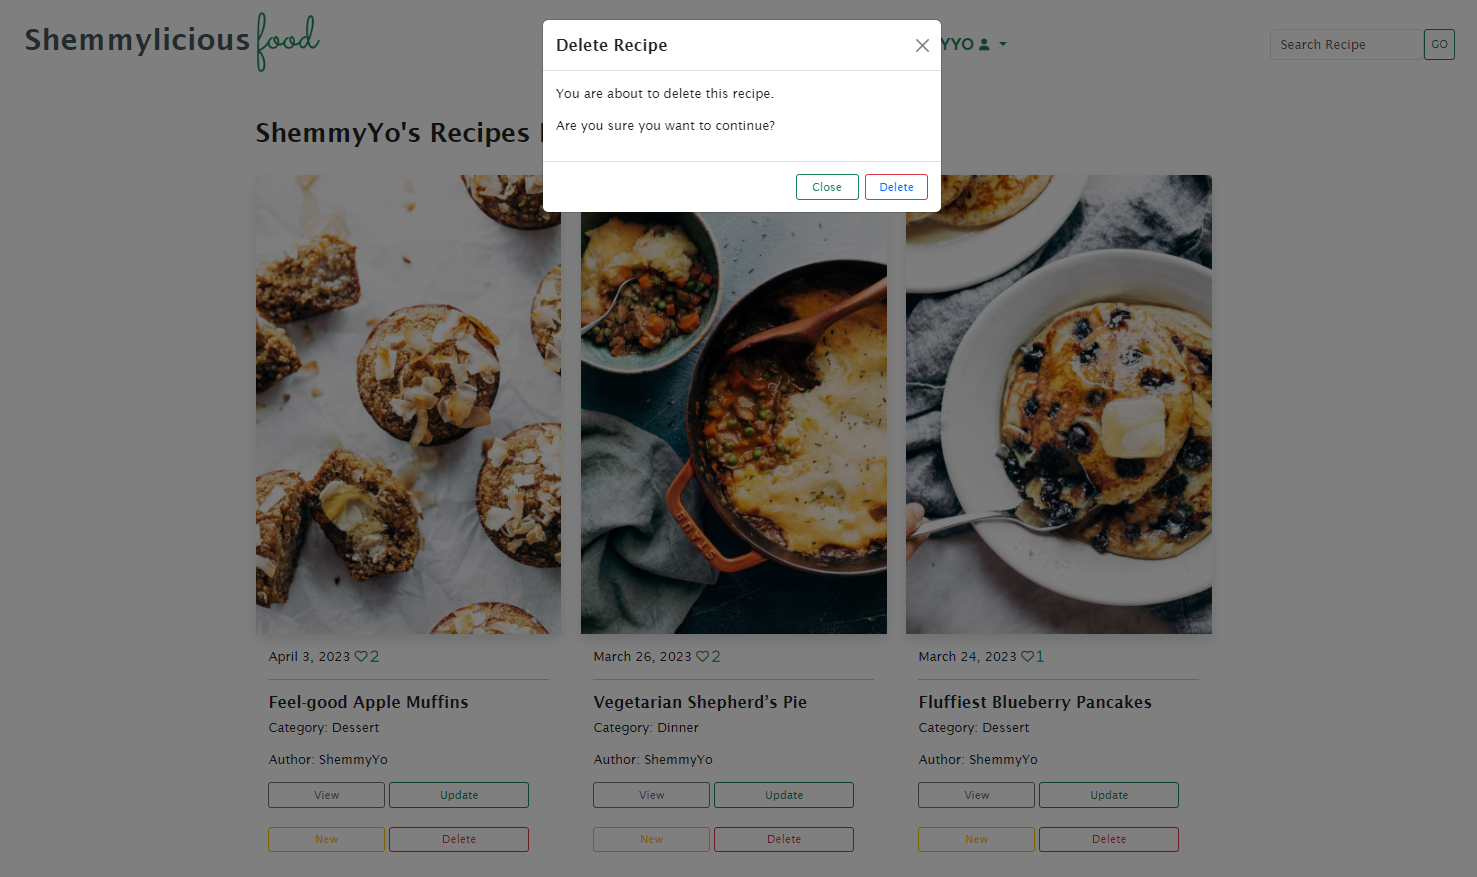 Shemmylicious food
YYO
Search Recipe
GO
Delete Recipe
You are about to delete this recipe.
Are you sure you want to continue?
Close
Delete
ShemmyYo's Recipes
April 3, 2023 2
Feel-good Apple Muffins
Category: Dessert
Author: ShemmyYo
View
Update
New
Delete
March 26, 2023 2
Vegetarian Shepherd’s Pie
Category: Dinner
Author: ShemmyYo
View
Update
New
Delete
March 24, 2023 1
Fluffiest Blueberry Pancakes
Category: Dessert
Author: ShemmyYo
View
Update
New
Delete